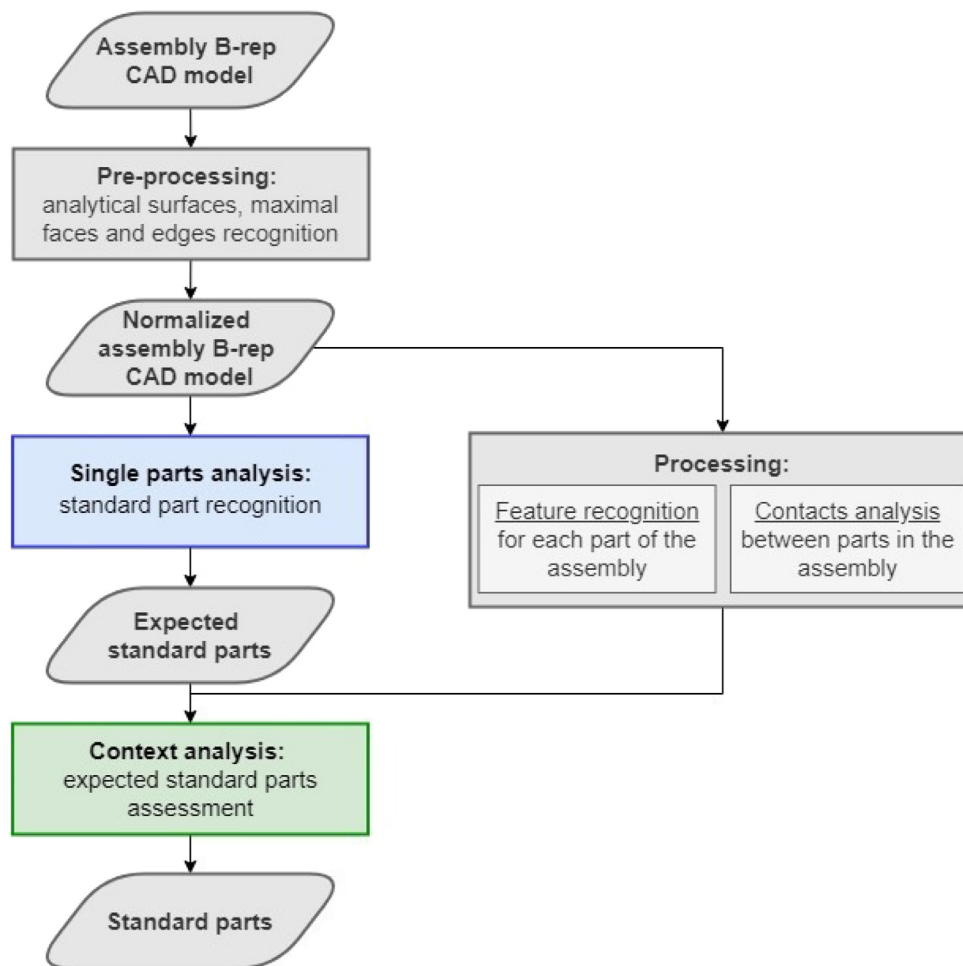 Assembly B-rep
CAD model
Pre-processing:
analytical surfaces, maximal
faces and edges recognition
Normalized
assembly B-rep
CAD model
Single parts analysis:
standard part recognition
Processing:
Feature recognition
for each part of the
assembly
Contacts analysis
between parts in the
assembly
Expected
standard parts
Context analysis:
expected standard parts
assessment
Standard parts